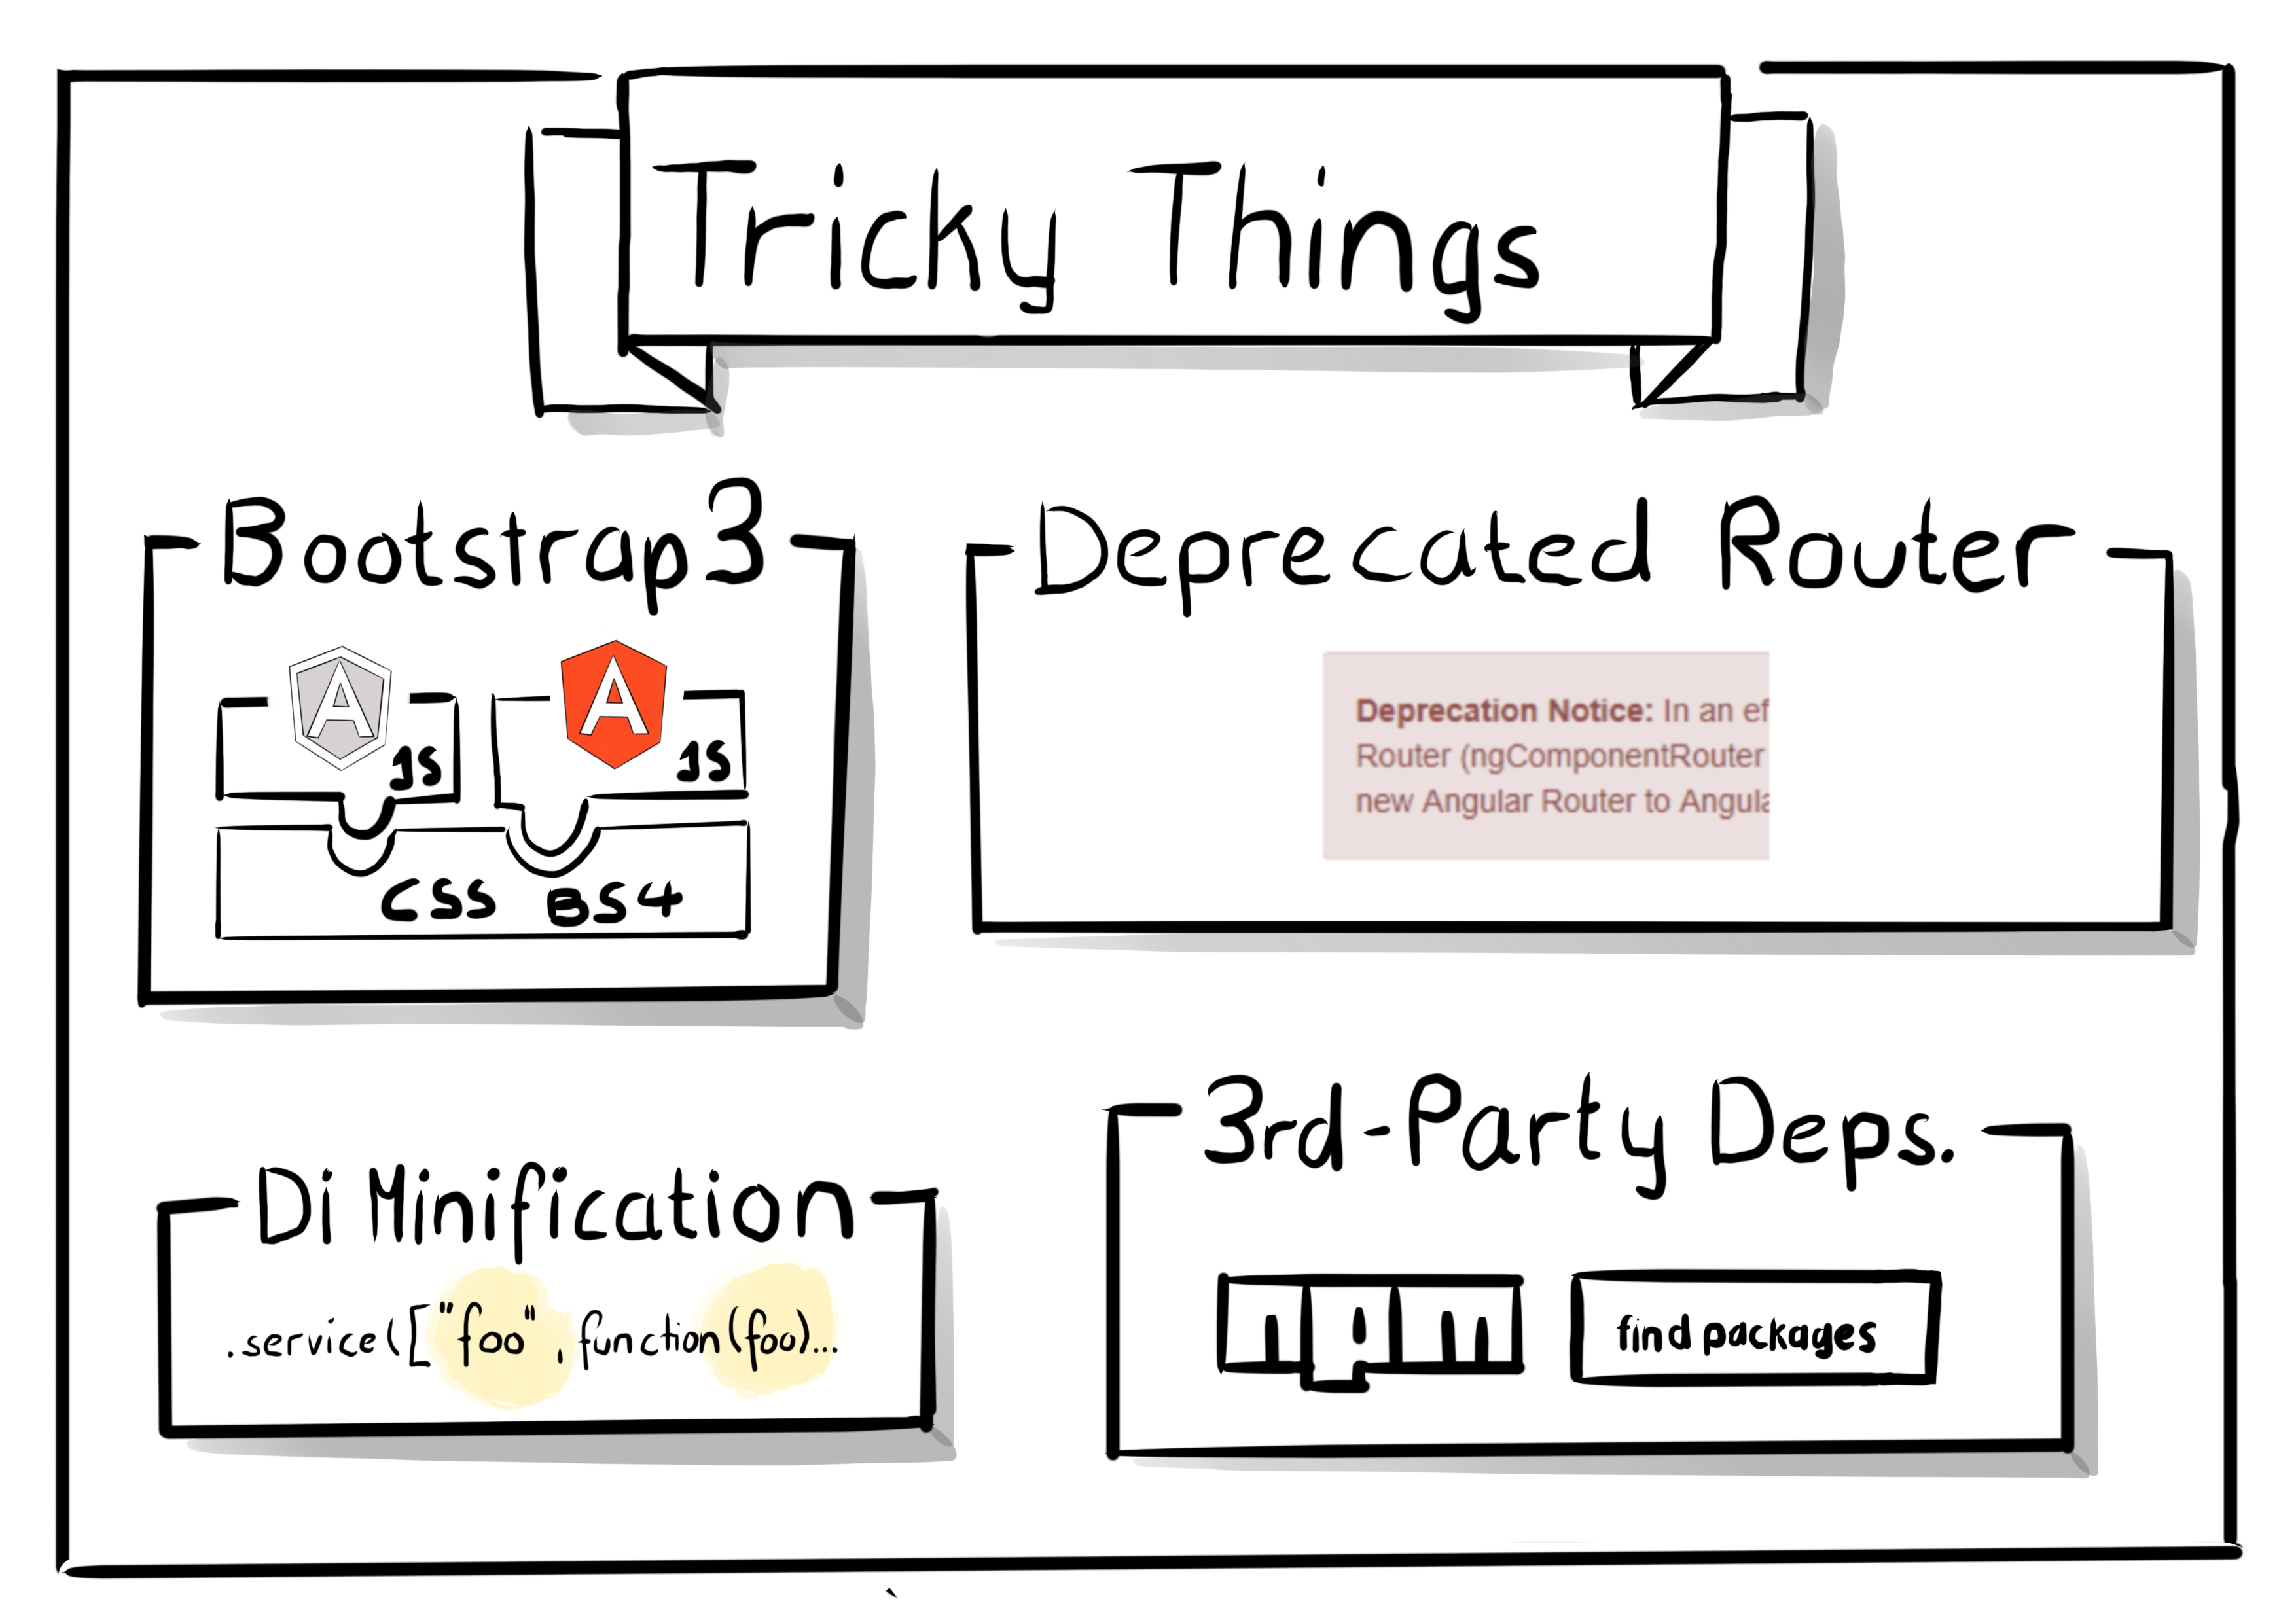 Tricky Things
Bootstrap3
A
JS
A
JS
CSS BS4
Deprecated Router
Deprecation Notice: In an ef
Router (ngComponentRouter
new Angular Router to Angula
Di Minification
.service(["foo", function(foo)...
3rd-Party Deps.
npm
find packages